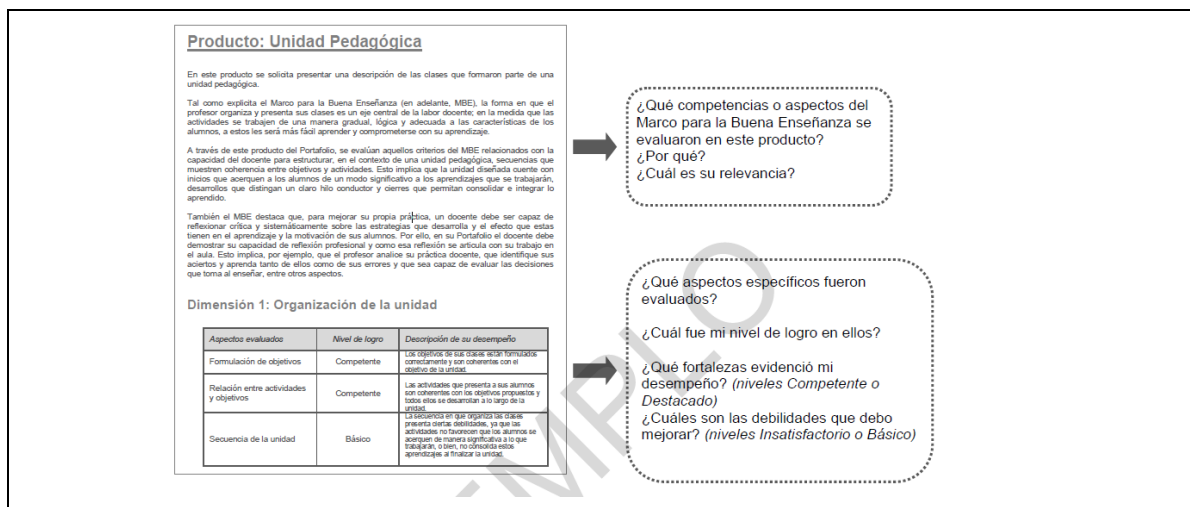 Producto: Unidad Pedagógica
En este producto se solicita presentar una descripción de las clases que formaron parte de una
unidad pedagógica.
Tal como explicita el Marco para la Buena Enseñanza (en adelante, MBE), la forma en que el
profesor organiza y presenta sus clases es un eje central de la labor docente; en la medida que las
actividades se trabajen de una manera gradual, lógica y adecuada a las características de los
alumnos, a estos les será más fácil aprender y comprometerse con su aprendizaje.
A través de este producto del Portafolio, se evalúan aquellos criterios del MBE relacionados con la
capacidad del docente para estructurar, en el contexto de una unidad pedagógica, secuencias que
muestren coherencia entre objetivos y actividades. Esto implica que la unidad diseñada cuente con
inicios que acerquen a los alumnos de un modo significativo a los aprendizajes que se trabajarán,
desarrollos que distingan un claro hilo conductor y cierres que permitan consolidar e integrar lo
aprendido.
También el MBE destaca que, para mejorar su propia práctica, un docente debe ser capaz de
reflexionar crítica y sistemáticamente sobre las estrategias que desarrolla y el efecto que estas
tienen en el aprendizaje y la motivación de sus alumnos. Por ello, en su Portafolio el docente debe
demostrar su capacidad de reflexión profesional y como esa reflexión se articula con su trabajo en
el aula. Esto implica, por ejemplo, que el profesor analice su práctica docente, que identifique sus
aciertos y aprenda tanto de ellos como de sus errores y que sea capaz de evaluar las decisiones
que toma al enseñar, entre otros aspectos.
Dimensión 1: Organización de la unidad
Aspectos evaluados Nivel de logro Descripción de su desempeño
Formulación de objetivos Competente Los objetivos de sus clases están formulados
correctamente y son coherentes con el
objetivo de la unidad.
Relación entre actividades
y objetivos Competente Las actividades que presenta a sus alumnos
son coherentes con los objetivos propuestos y
todos ellos se desarrollan a lo largo de la
unidad.
Secuencia de la unidad Básico La secuencia en que organiza las clases
presenta ciertas debilidades, ya que las
actividades no favorecen que los alumnos se
acerquen de manera significativa a lo que
trabajarán, o bien, no consolida estos
aprendizajes al finalizar la unidad.
¿Qué competencias o aspectos del
Marco para la Buena Enseñanza se
evaluaron en este producto?
¿Por qué?
¿Cuál es su relevancia?
¿Qué aspectos específicos fueron
evaluados?
¿Cuál fue mi nivel de logro en ellos?
¿Qué fortalezas evidenció mi
desempeño? (niveles Competente o
Destacado)
¿Cuáles son las debilidades que debo
mejorar? (niveles Insatisfactorio o Básico)
EMPLO